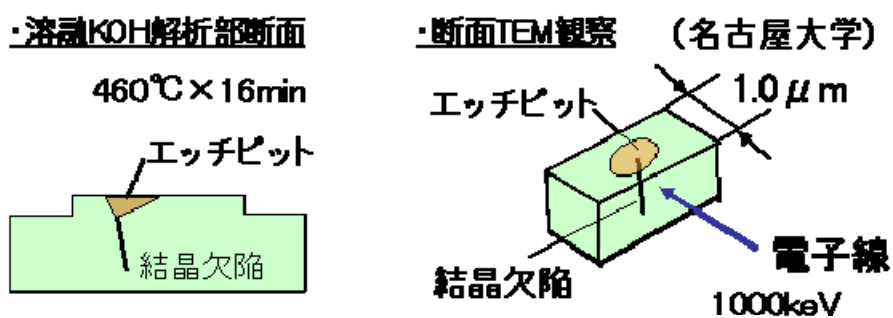 ・溶融KOH解析部断面
460℃×16min
エッチピット
結晶欠陥
・断面TEM観察 （名古屋大学）
エッチピット
1.0μm
結晶欠陥
電子線
1000keV